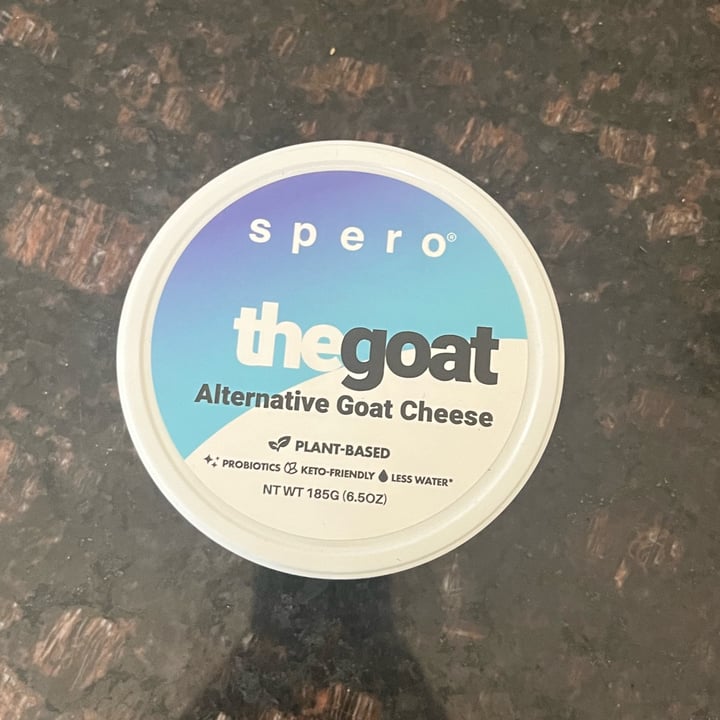 spero®
thegoat
Alternative Goat Cheese
PLANT-BASED
PROBIOTICS KETO-FRIENDLY LESS WATER*
NT WT 185G (6.5OZ)